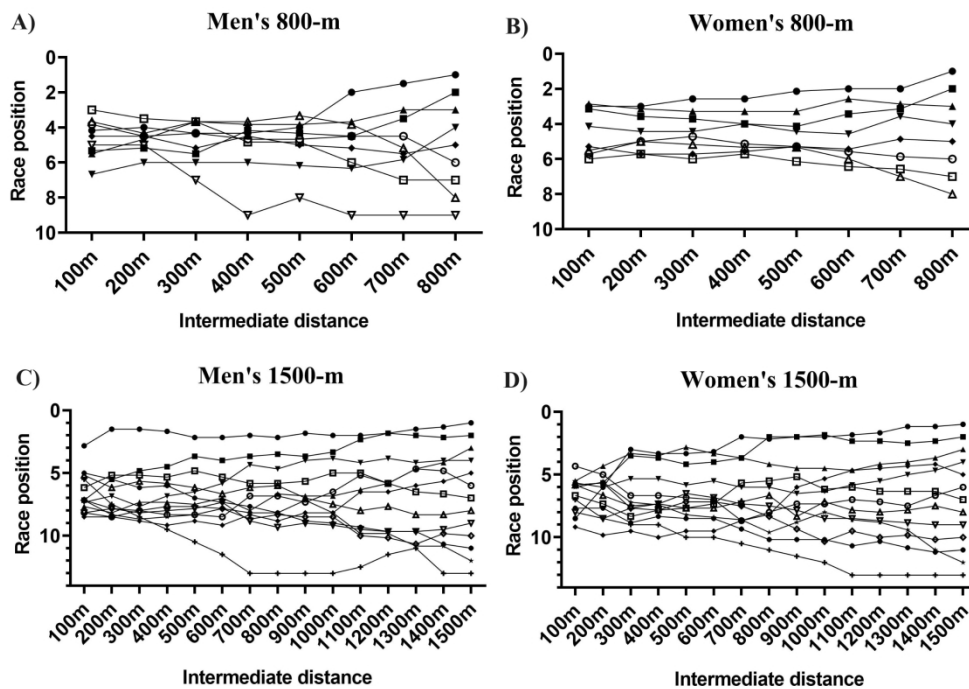 A) Men's 800-m
Race position
0
2
4
6
8
10
100m 200m 300m 400m 500m 600m 700m 800m
Intermediate distance
B) Women's 800-m
Race position
0
2
4
6
8
10
100m 200m 300m 400m 500m 600m 700m 800m
Intermediate distance
C) Men's 1500-m
Race position
0
5
10
100m 200m 300m 400m 500m 600m 700m 800m 900m 1000m 1100m 1200m 1300m 1400m 1500m
Intermediate distance
D) Women's 1500-m
Race position
0
5
10
100m 200m 300m 400m 500m 600m 700m 800m 900m 1000m 1100m 1200m 1300m 1400m 1500m
Intermediate distance